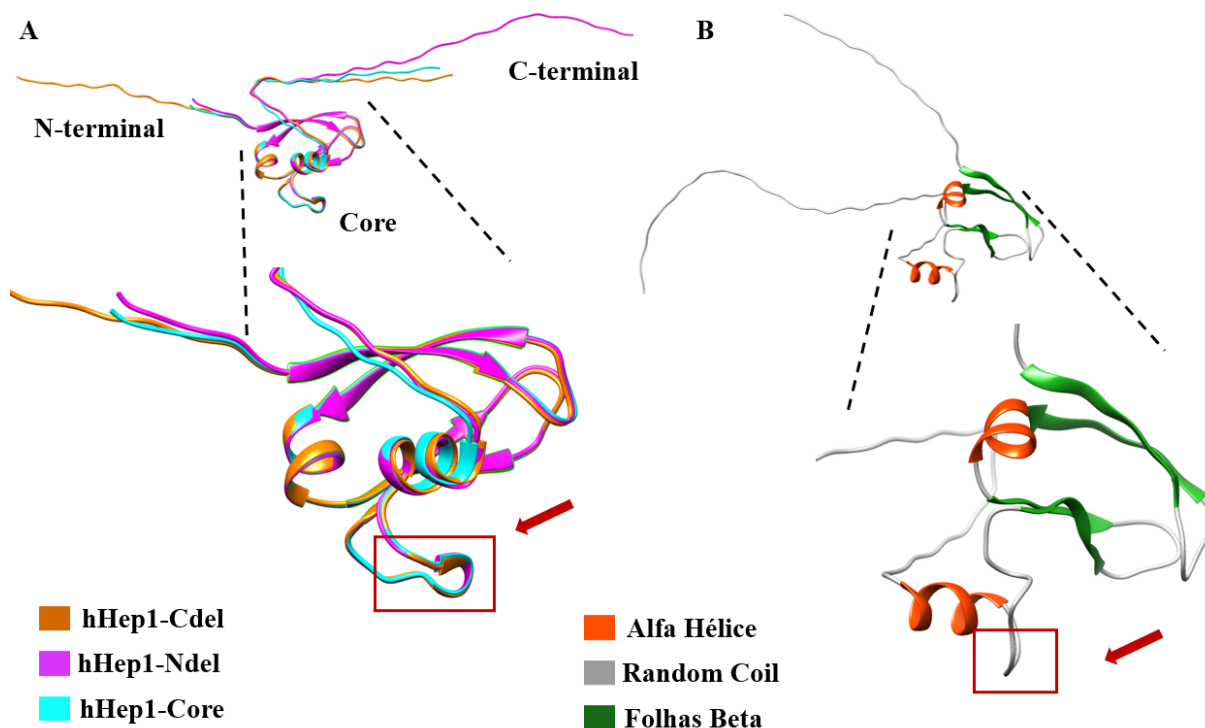 A
B
C-terminal
N-terminal
Core
hHep1-Cdel
hHep1-Ndel
hHep1-Core
Alfa Hélice
Random Coil
Folhas Beta